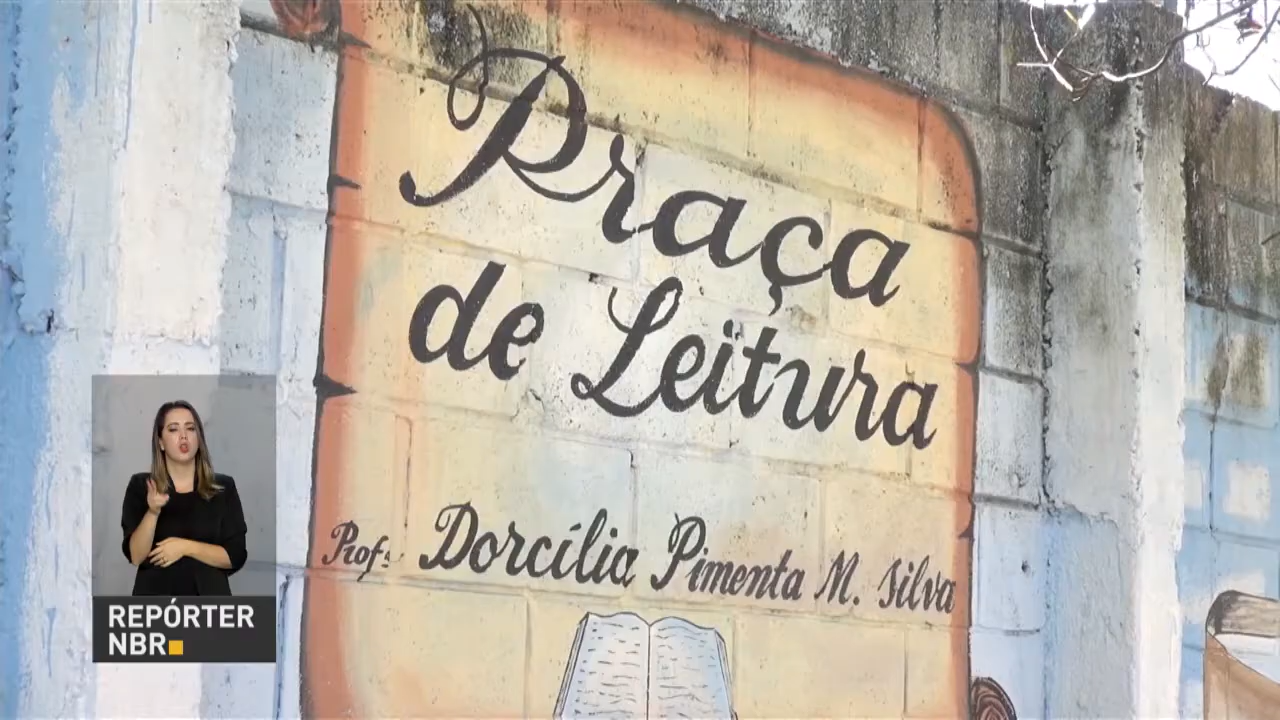 Praça
de Leitura
Profª Dorcília Pimenta M. Silva
REPÓRTER
NBR